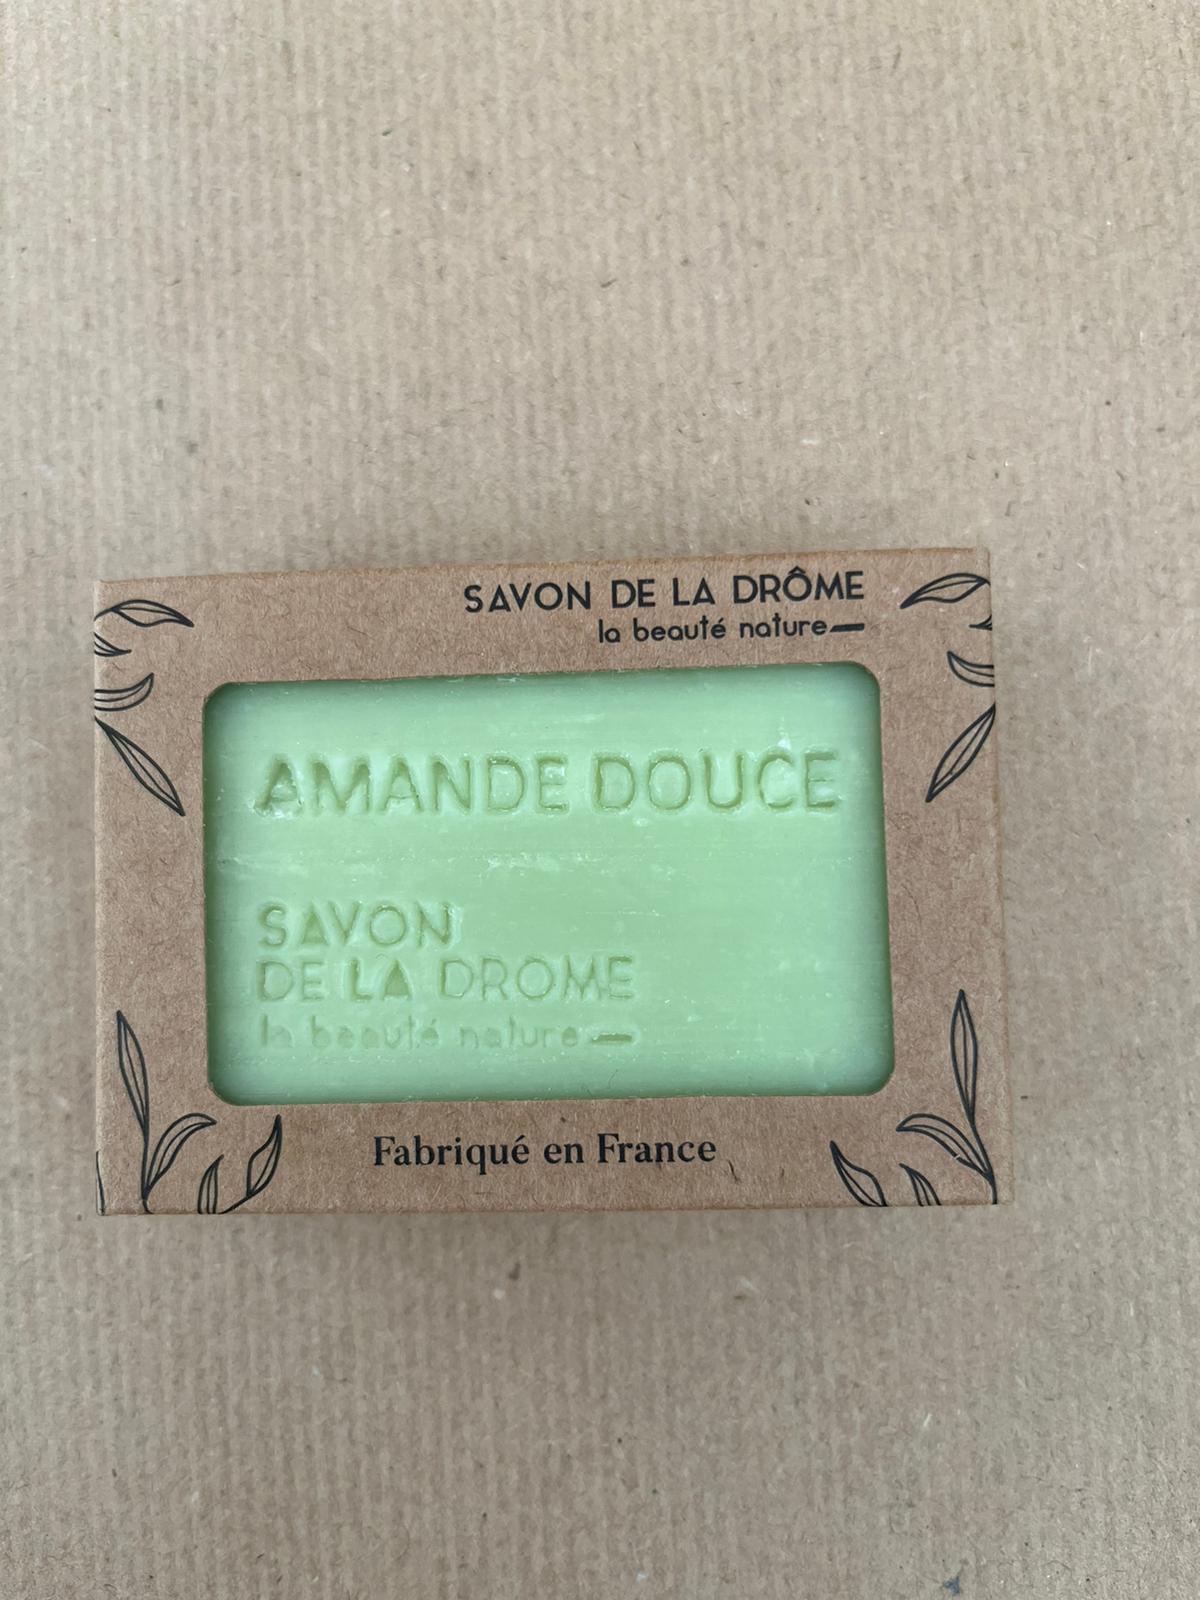 SAVON DE LA DRÔME
la beauté nature
AMANDE DOUCE
SAVON
DE LA DROME
la beauté nature
Fabriqué en France